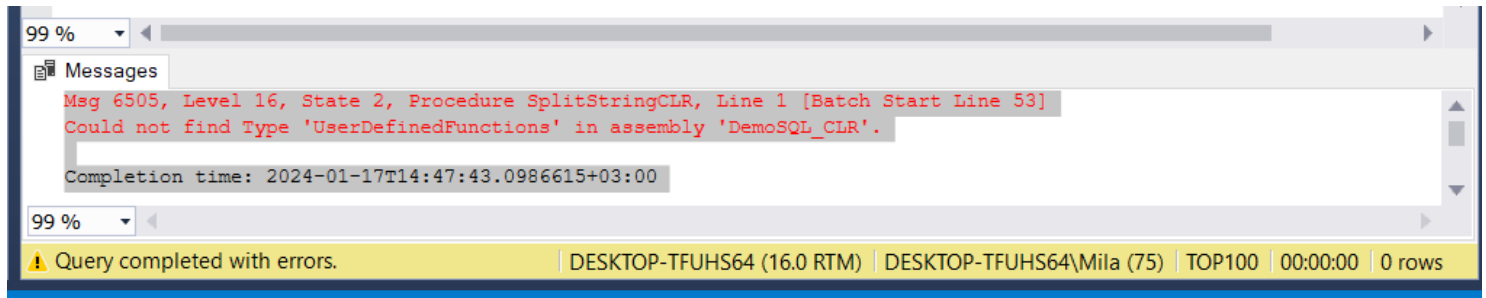 99 %
Messages
Msg 6505, Level 16, State 2, Procedure SplitStringCLR, Line 1 [Batch Start Line 53]
Could not find Type 'UserDefinedFunctions' in assembly 'DemoSQL_CLR'.
Completion time: 2024-01-17T14:47:43.0986615+03:00
99 %
Query completed with errors. DESKTOP-TFUHS64 (16.0 RTM) DESKTOP-TFUHS64\Mila (75) TOP100 00:00:00 0 rows